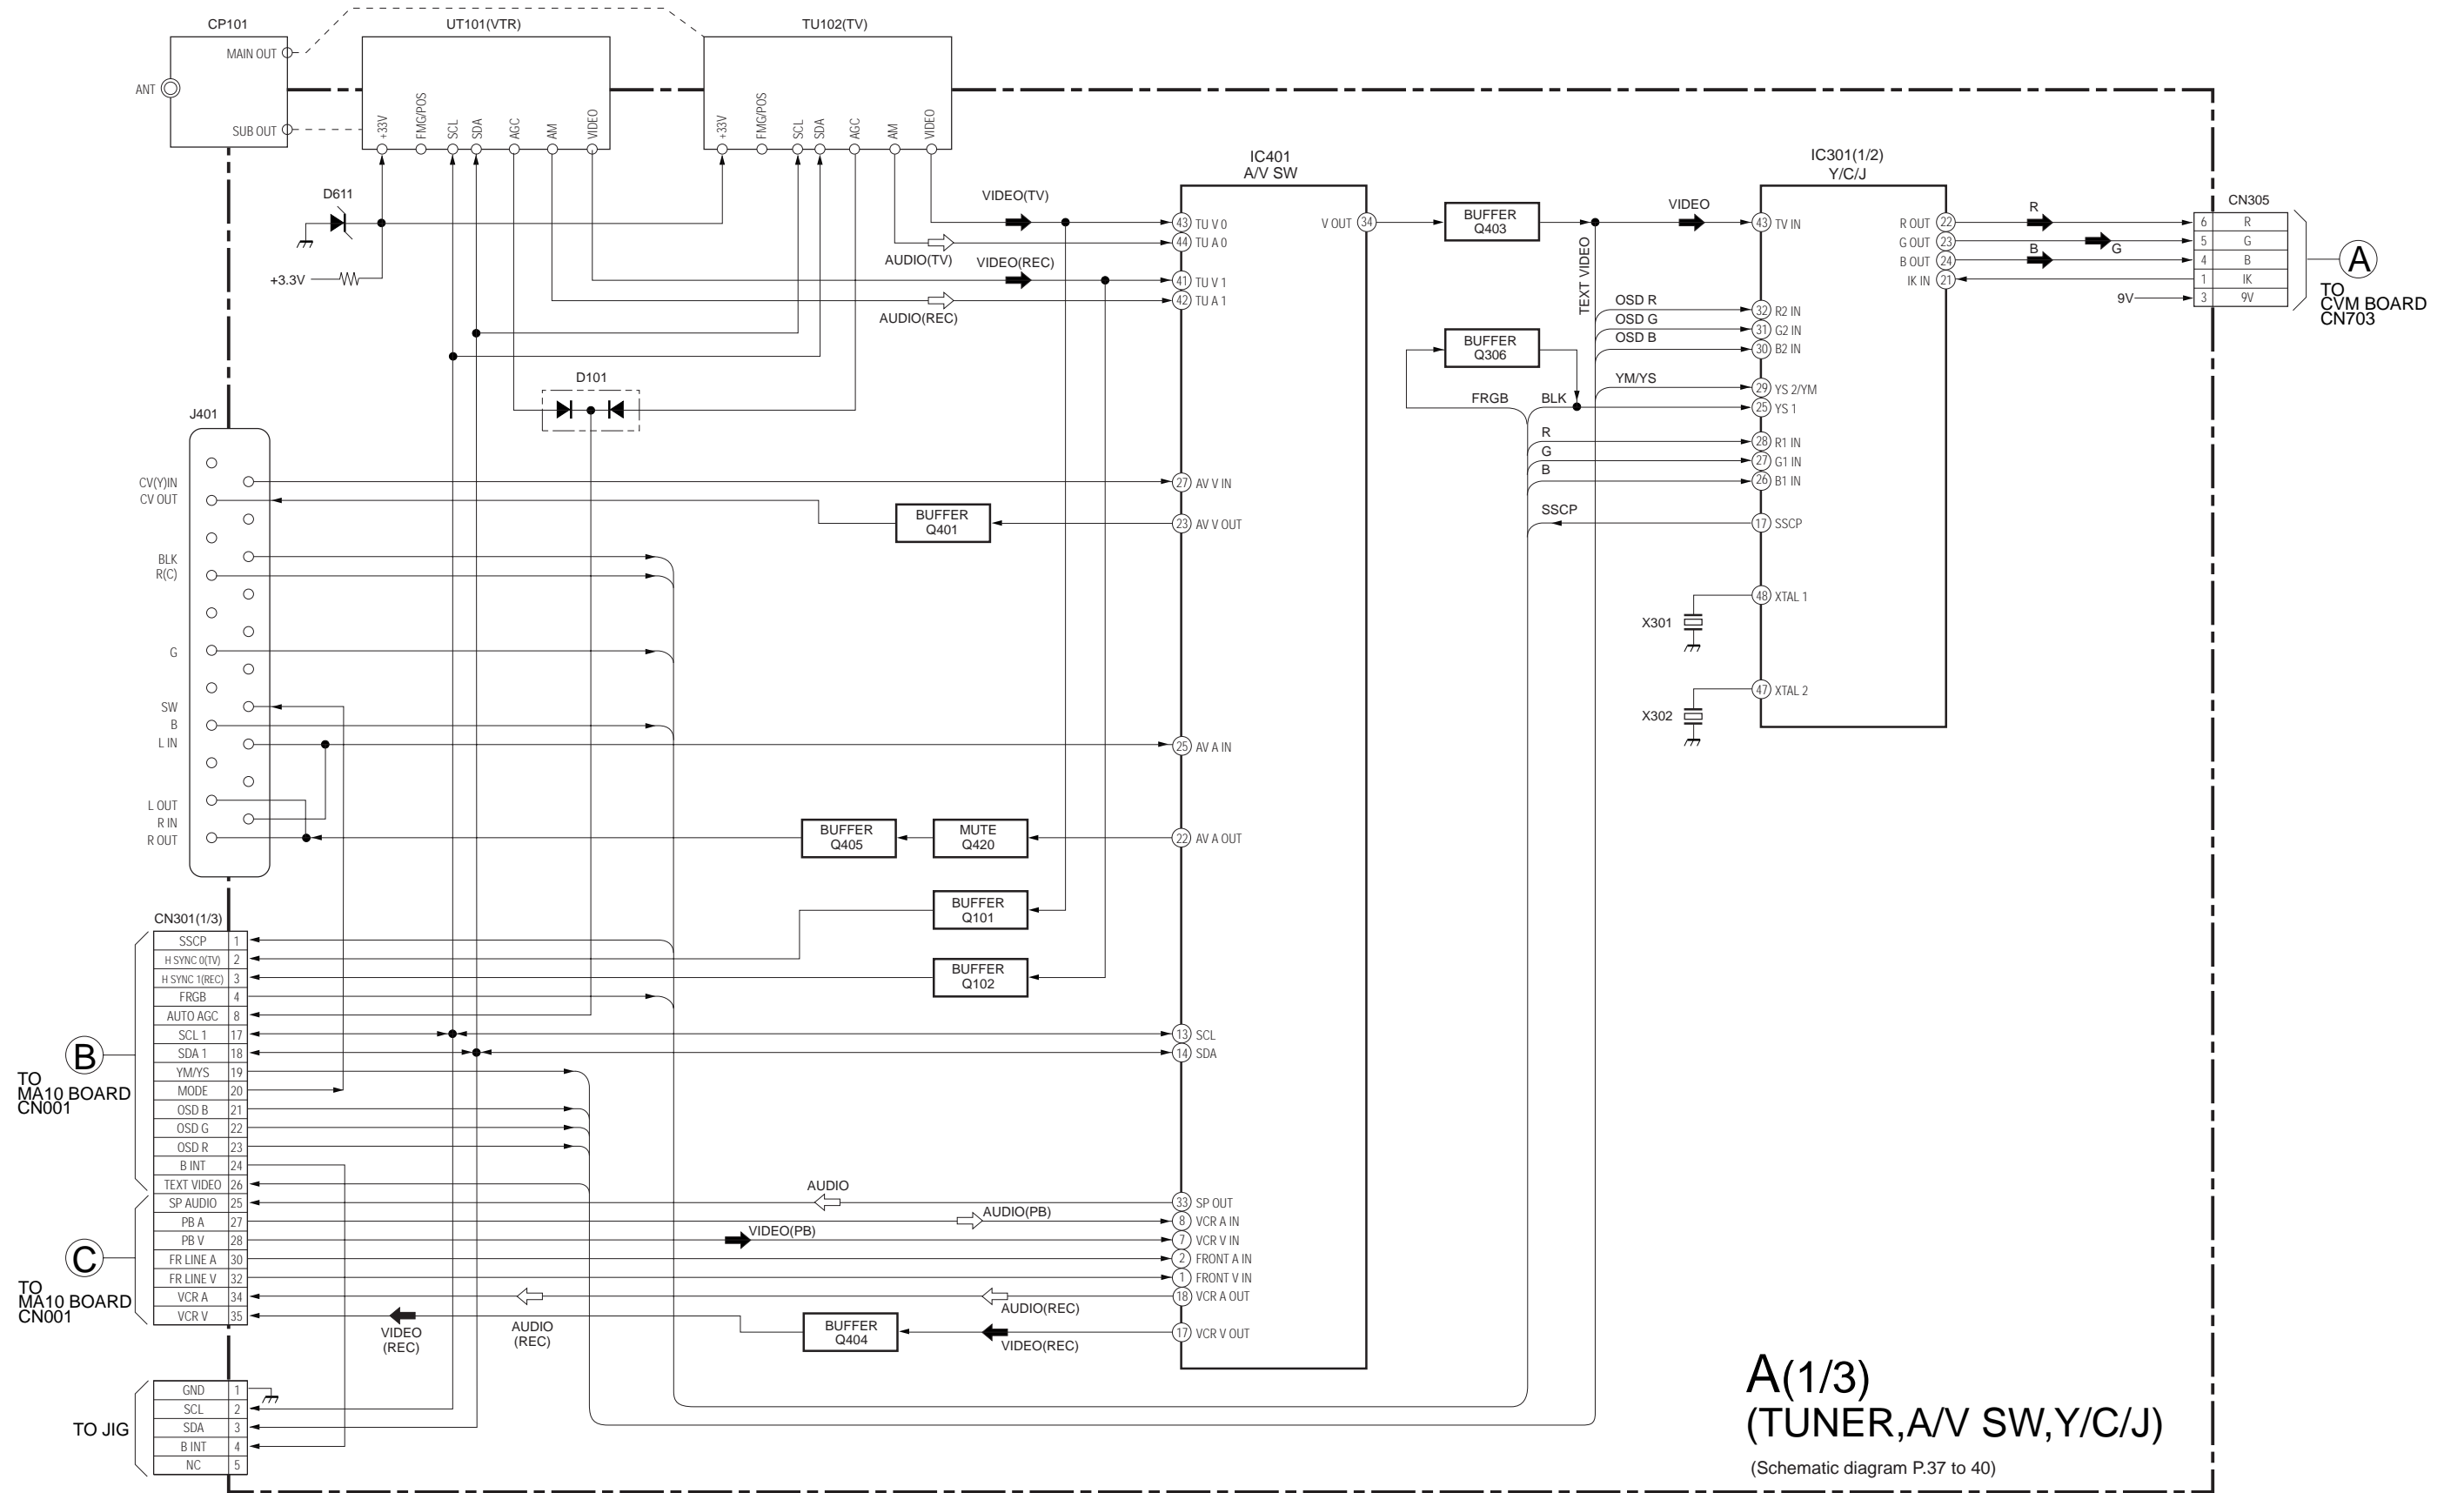 CP101
MAIN OUT
ANT
SUB OUT
UT101(VTR)
+33V
FMG/POS
SCL
SDA
AGC
AM
VIDEO
TU102(TV)
+33V
FMG/POS
SCL
SDA
AGC
AM
VIDEO
D611
+3.3V
D101
VIDEO(TV)
AUDIO(TV)
VIDEO(REC)
AUDIO(REC)
IC401
A/V SW
43 TU V 0
44 TU A 0
41 TU V 1
42 TU A 1
27 AV V IN
23 AV V OUT
25 AV A IN
22 AV A OUT
13 SCL
14 SDA
33 SP OUT
8 VCR A IN
7 VCR V IN
2 FRONT A IN
1 FRONT V IN
18 VCR A OUT
17 VCR V OUT
V OUT 34
BUFFER
Q403
VIDEO
TEXT VIDEO
BUFFER
Q306
FRGB
BLK
OSD R
OSD G
OSD B
YM/YS
R
G
B
SSCP
IC301(1/2)
Y/C/J
43 TV IN
32 R2 IN
31 G2 IN
30 B2 IN
29 YS 2/YM
25 YS 1
28 R1 IN
27 G1 IN
26 B1 IN
17 SSCP
48 XTAL 1
47 XTAL 2
X301
X302
R OUT 22
G OUT 23
B OUT 24
IK IN 21
R
G
B
9V
CN305
6 R
5 G
4 B
1 IK
3 9V
A
TO
CVM BOARD
CN703
J401
CV(Y)IN
CV OUT
BLK
R(C)
G
SW
B
L IN
L OUT
R IN
R OUT
BUFFER
Q401
BUFFER
Q405
MUTE
Q420
BUFFER
Q101
BUFFER
Q102
CN301(1/3)
SSCP 1
H SYNC 0(TV) 2
H SYNC 1(REC) 3
FRGB 4
AUTO AGC 8
SCL 1 17
SDA 1 18
YM/YS 19
MODE 20
OSD B 21
OSD G 22
OSD R 23
B INT 24
TEXT VIDEO 26
SP AUDIO 25
PB A 27
PB V 28
FR LINE A 30
FR LINE V 32
VCR A 34
VCR V 35
B
TO
MA10 BOARD
CN001
C
TO
MA10 BOARD
CN001
AUDIO
AUDIO(PB)
VIDEO(PB)
AUDIO(REC)
VIDEO(REC)
VIDEO
(REC)
AUDIO
(REC)
BUFFER
Q404
TO JIG
GND 1
SCL 2
SDA 3
B INT 4
NC 5
A(1/3)
(TUNER,A/V SW,Y/C/J)
(Schematic diagram P.37 to 40)